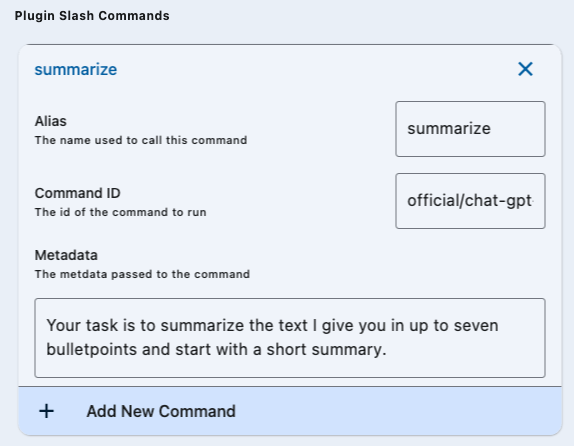 Plugin Slash Commands
summarize
Alias
The name used to call this command
summarize
Command ID
The id of the command to run
official/chat-gpt
Metadata
The metdata passed to the command
Your task is to summarize the text I give you in up to seven
bulletpoints and start with a short summary.
Add New Command